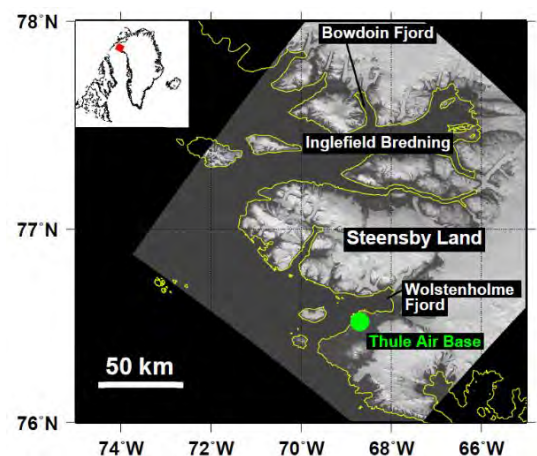 78°N
Bowdoin Fjord
Inglefield Bredning
77°N
Steensby Land
Wolstenholme
Fjord
Thule Air Base
50 km
76°N
74°W 72°W 70°W 68°W 66°W